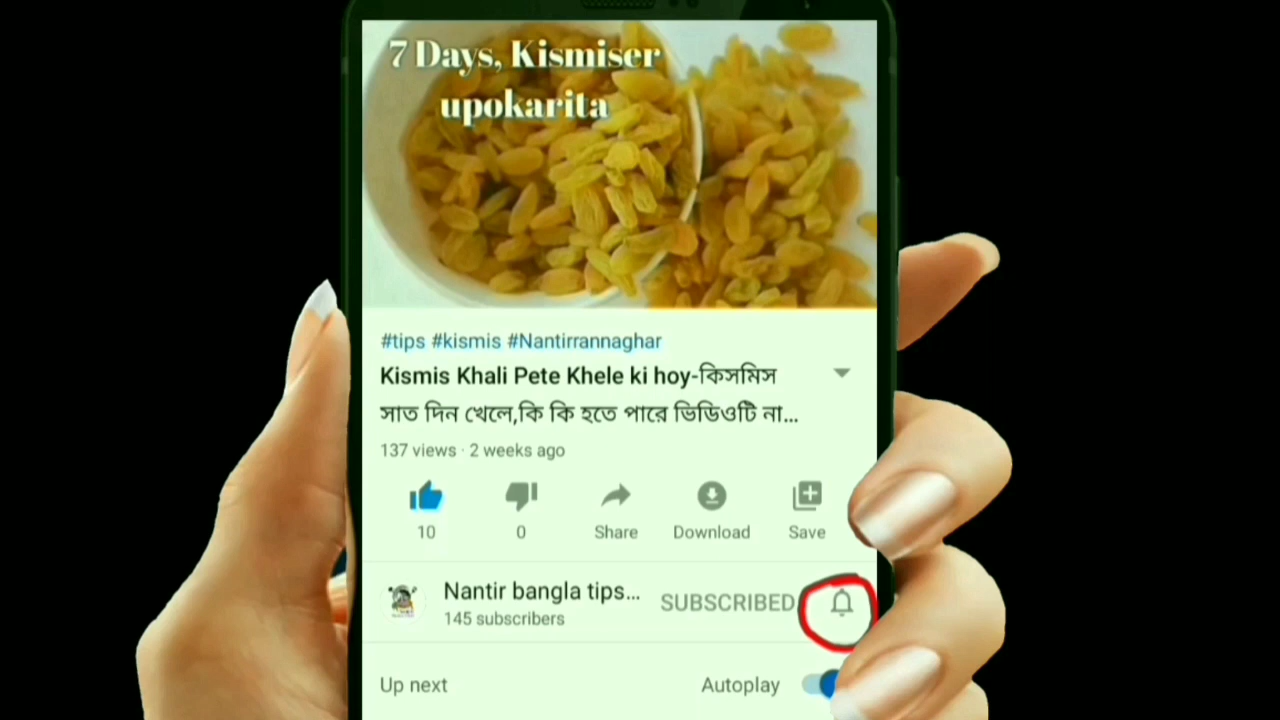 7 Days, Kismiser
upokarita
#tips #kismis #Nantirrannaghar
Kismis Khali Pete Khele ki hoy-কিসমিস
সাত দিন খেলে,কি কি হতে পারে ভিডিওটি না...
137 views · 2 weeks ago
10
0
Share
Download
Save
Nantir bangla tips...
SUBSCRIBED
145 subscribers
Up next
Autoplay